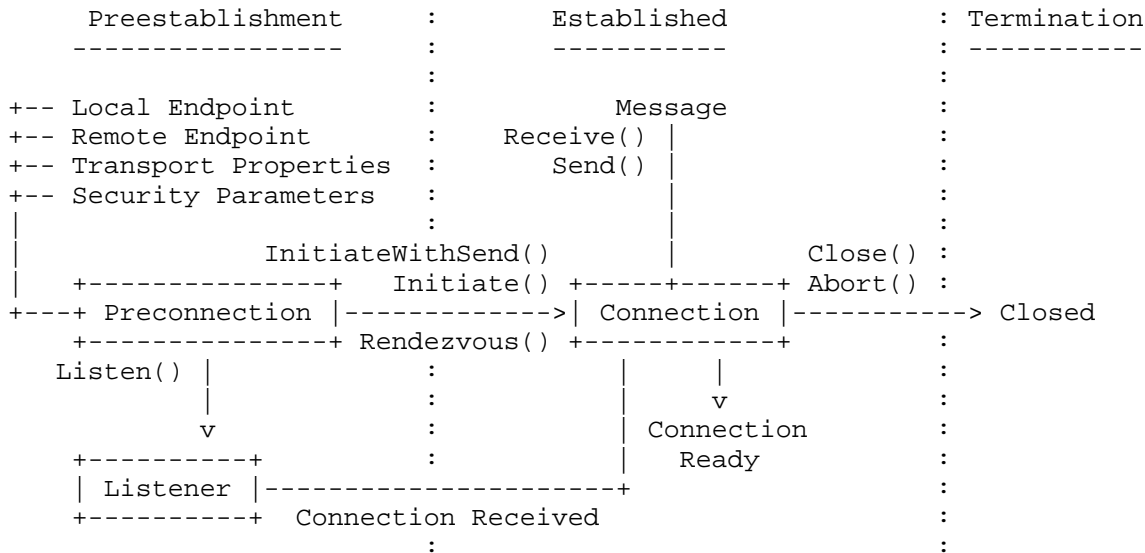 Preestablishment : Established : Termination
----------------- : ----------- : -----------
: :
+-- Local Endpoint : Message :
+-- Remote Endpoint : Receive() | :
+-- Transport Properties : Send() | :
+-- Security Parameters : | :
| : | :
| InitiateWithSend() | Close() :
| +---------------+ Initiate() +-----+------+ Abort() :
+---+ Preconnection |------------->| Connection |-----------> Closed
+---------------+ Rendezvous() +------------+ :
Listen() | : | | :
| : | v :
v : | Connection :
+----------+ : | Ready :
| Listener |----------------------+ :
+----------+ Connection Received :
: :